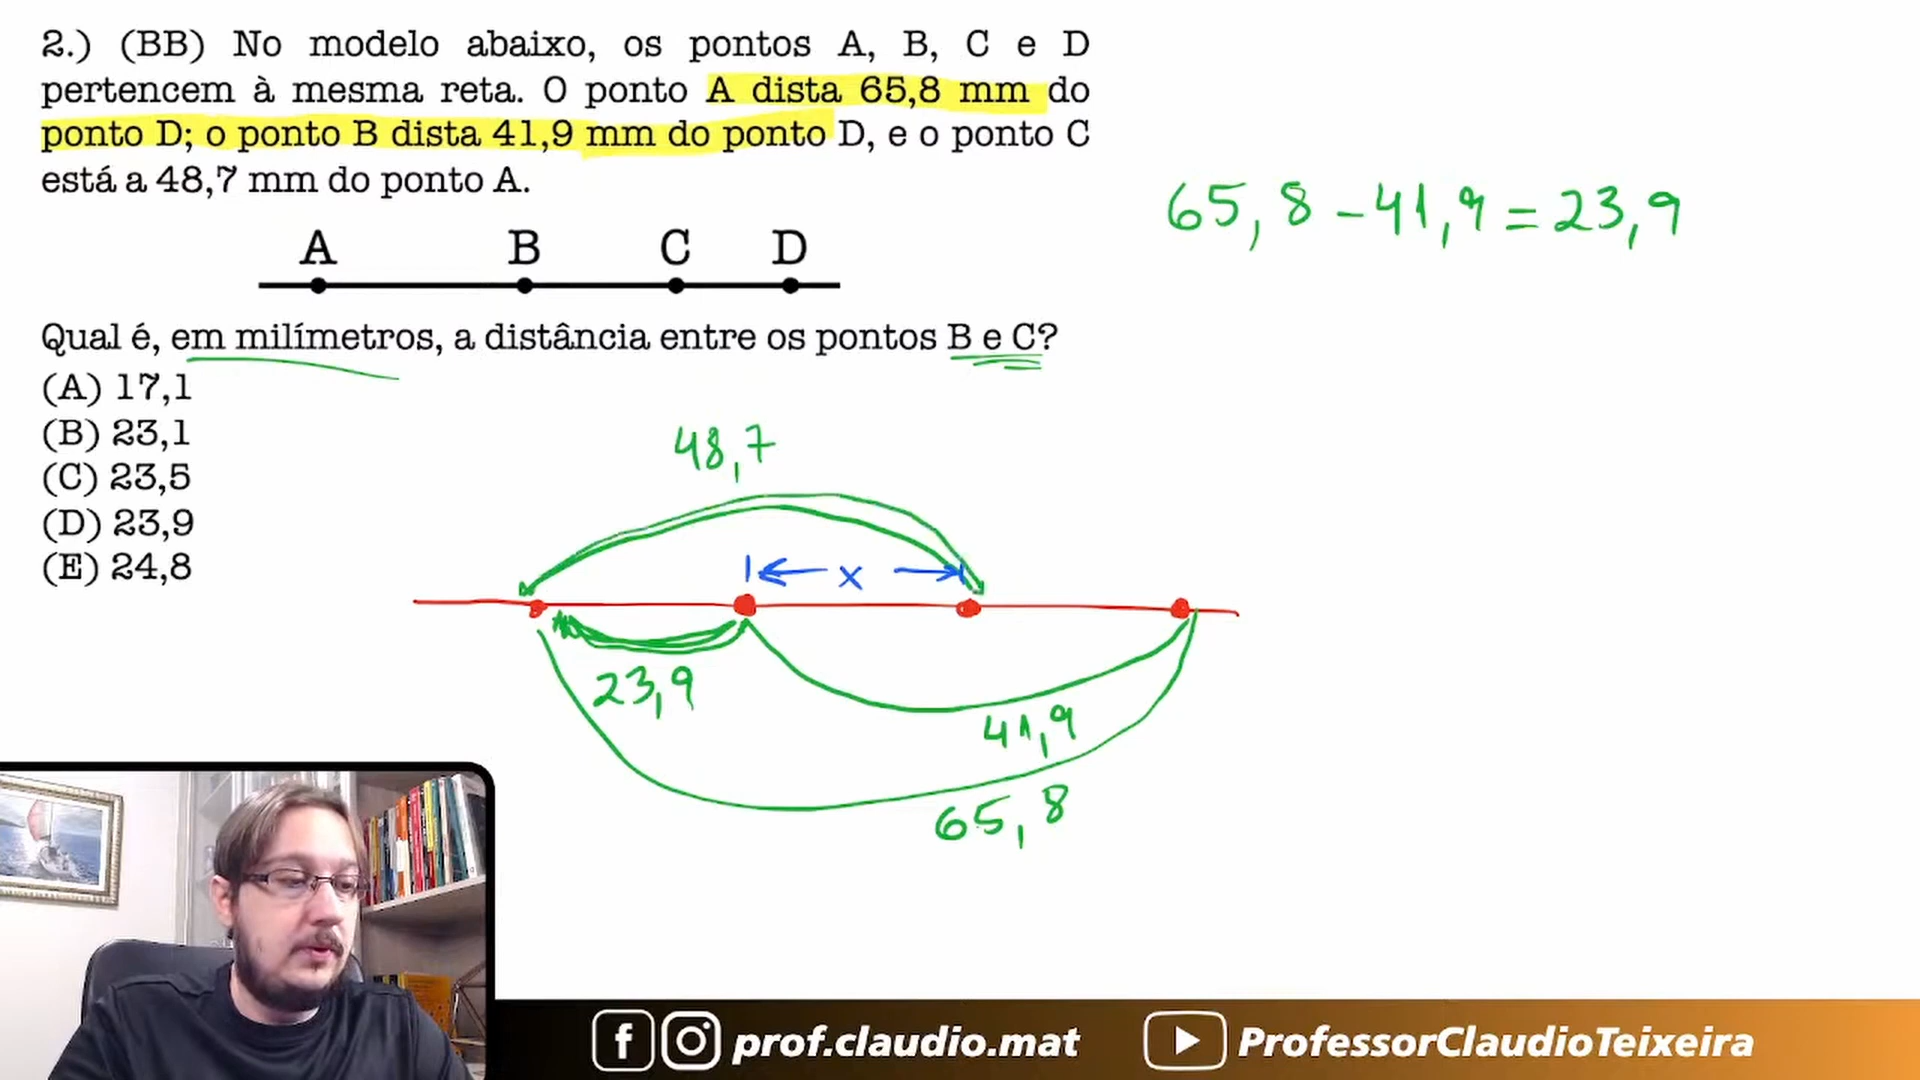 2.) (BB) No modelo abaixo, os pontos A, B, C e D
pertencem à mesma reta. O ponto A dista 65,8 mm do
ponto D; o ponto B dista 41,9 mm do ponto D, e o ponto C
está a 48,7 mm do ponto A.
65,8 - 41,9 = 23,9
A B C D
Qual é, em milímetros, a distância entre os pontos B e C?
(A) 17,1
(B) 23,1
(C) 23,5
(D) 23,9
(E) 24,8
48,7
x
23,9
41,9
65,8
prof.claudio.mat
ProfessorClaudioTeixeira